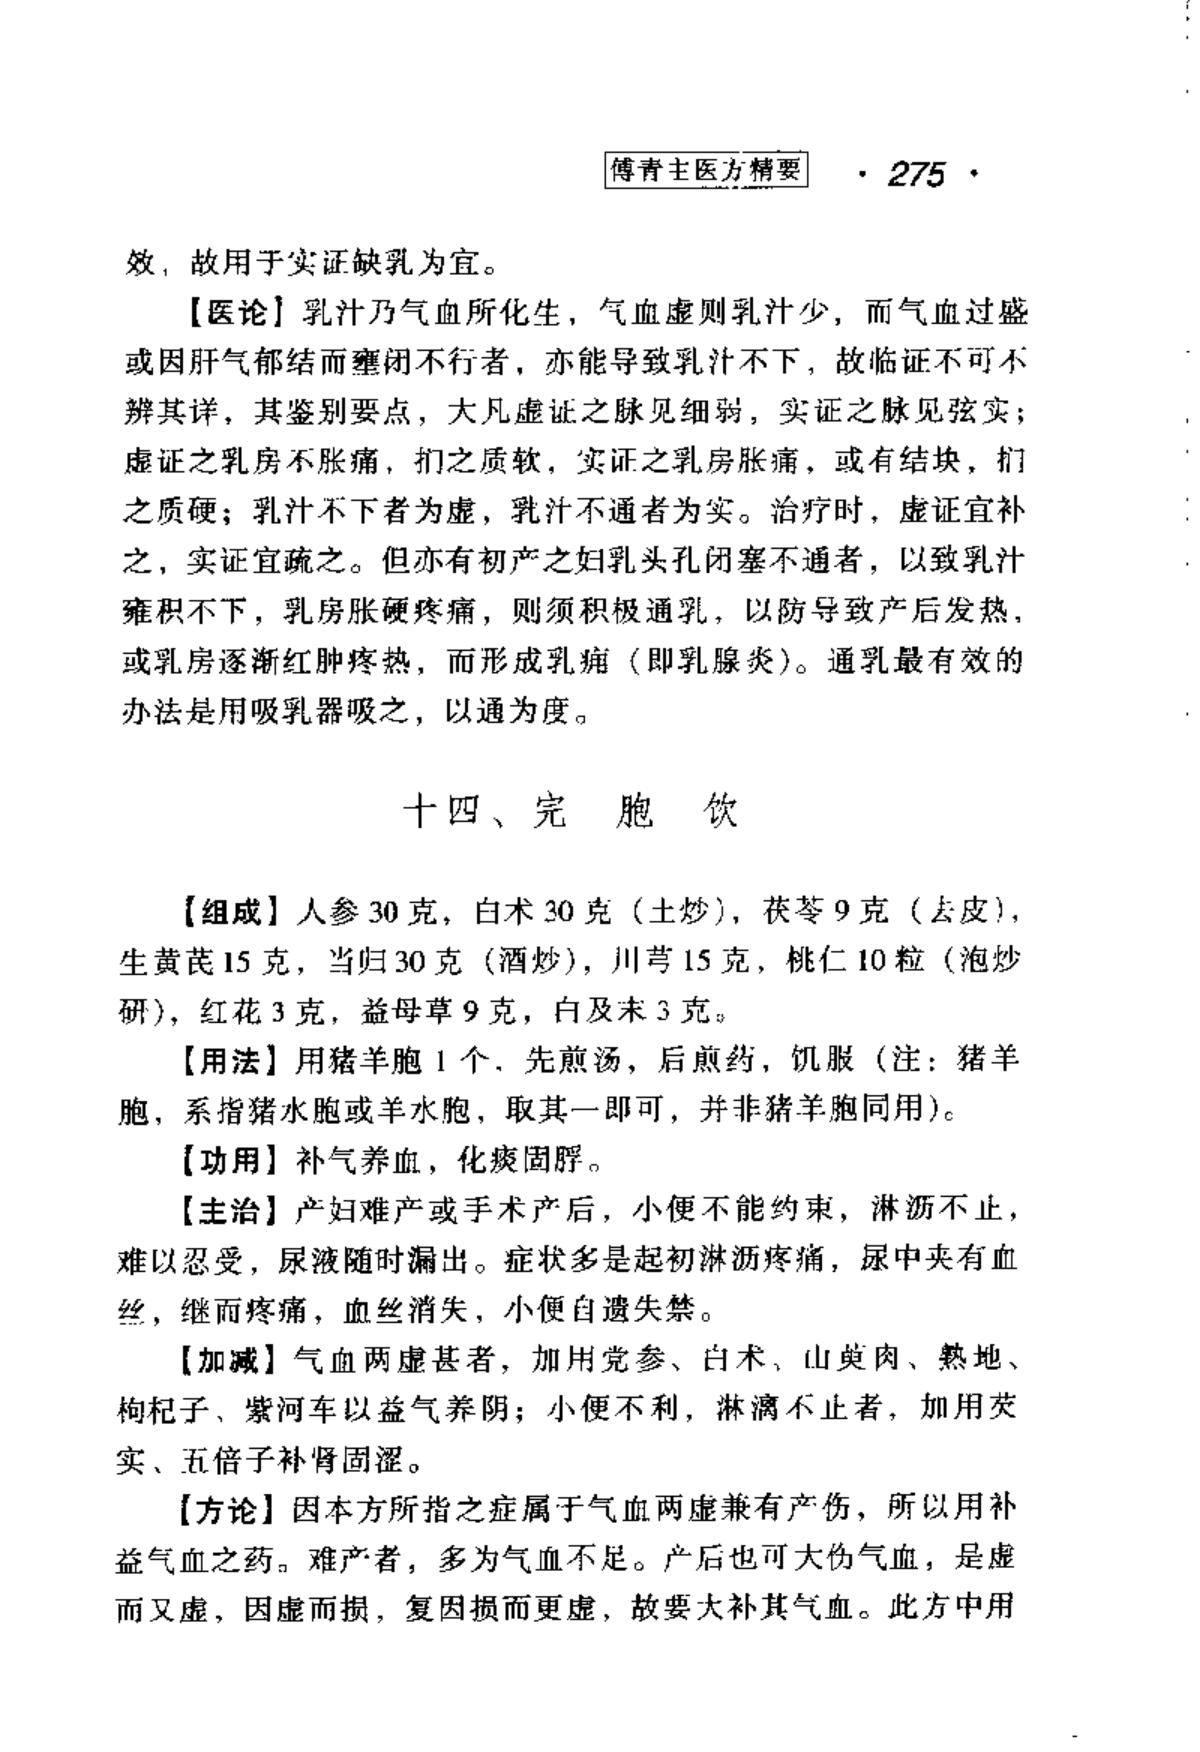 傅青主医方精要 · 275 ·
效，故用于实证缺乳为宜。
【医论】乳汁乃气血所化生，气血虚则乳汁少，而气血过盛
或因肝气郁结而壅闭不行者，亦能导致乳汁不下，故临证不可不
辨其详，其鉴别要点，大凡虚证之脉见细弱，实证之脉见弦实；
虚证之乳房不胀痛，扪之质软，实证之乳房胀痛，或有结块，扪
之质硬；乳汁不下者为虚，乳汁不通者为实。治疗时，虚证宜补
之，实证宜疏之。但亦有初产之妇乳头孔闭塞不通者，以致乳汁
雍积不下，乳房胀硬疼痛，则须积极通乳，以防导致产后发热，
或乳房逐渐红肿疼热，而形成乳痈（即乳腺炎）。通乳最有效的
办法是用吸乳器吸之，以通为度。
十四、完 胞 饮
【组成】人参 30 克，白术 30 克（土炒），茯苓 9 克（去皮），
生黄芪 15 克，当归 30 克（酒炒），川芎 15 克，桃仁 10 粒（泡炒
研），红花 3 克，益母草 9 克，白及末 3 克。
【用法】用猪羊胞 1 个，先煎汤，后煎药，饥服（注：猪羊
胞，系指猪水胞或羊水胞，取其一即可，并非猪羊胞同用）。
【功用】补气养血，化瘀固脬。
【主治】产妇难产或手术产后，小便不能约束，淋沥不止，
难以忍受，尿液随时漏出。症状多是起初淋沥疼痛，尿中夹有血
丝，继而疼痛，血丝消失，小便自遗失禁。
【加减】气血两虚甚者，加用党参、白术、山萸肉、熟地、
枸杞子、紫河车以益气养阴；小便不利，淋漓不止者，加用芡
实、五倍子补肾固涩。
【方论】因本方所指之症属于气血两虚兼有产伤，所以用补
益气血之药。难产者，多为气血不足。产后也可大伤气血，是虚
而又虚，因虚而损，复因损而更虚，故要大补其气血。此方中用